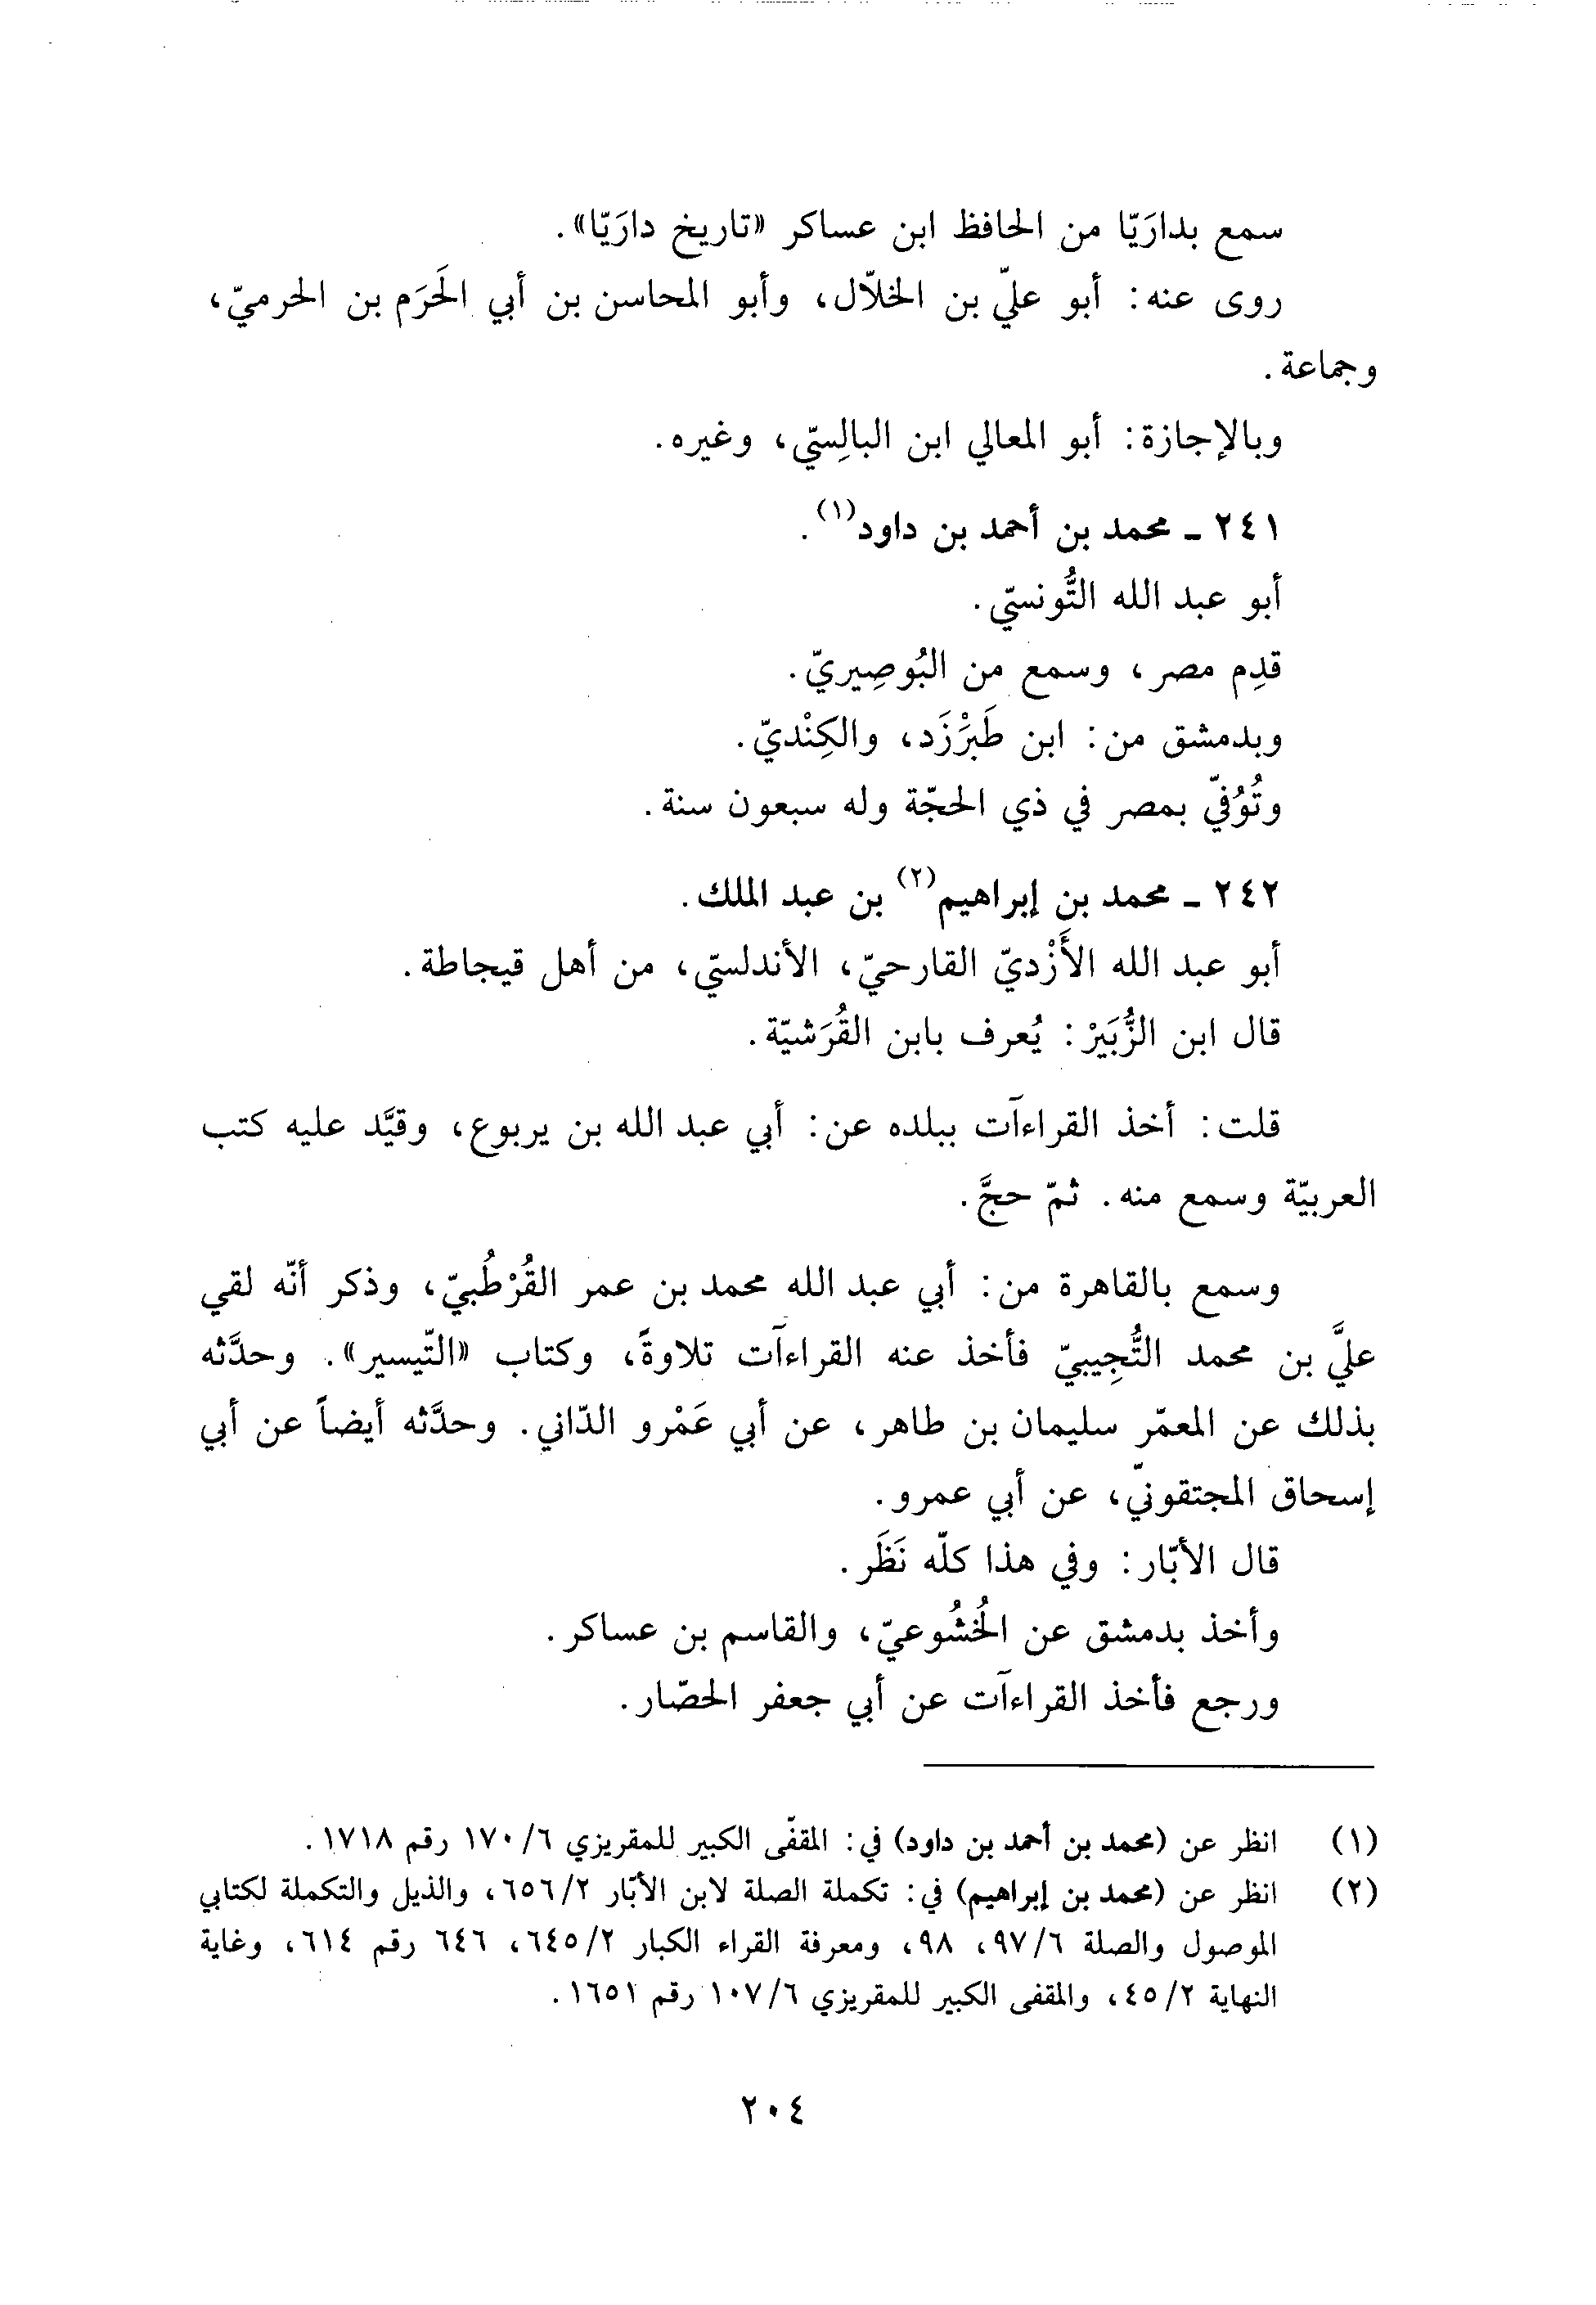 سمع بدارَيّا من الحافظ ابن عساكر «تاريخ دارَيّا».
روى عنه: أبو عليّ بن الخلّال، وأبو المحاسن بن أبي الحَرَم بن الحرميّ،
وجماعة.
وبالإجازة: أبو المعالي ابن البالِسيّ، وغيره.
٢٤١ - محمد بن أحمد بن داود(١).
أبو عبد الله التُّونسيّ.
قدِم مصر، وسمع من البُوصِيريّ.
وبدمشق من: ابن طَبَرْزَد، والكِنْديّ.
وتُوُفيّ بمصر في ذي الحجّة وله سبعون سنة.
٢٤٢ - محمد بن إبراهيم(٢) بن عبد الملك.
أبو عبد الله الأَزْديّ القارحيّ، الأندلسيّ، من أهل قيجاطة.
قال ابن الزُّبَيرْ: يُعرف بابن القُرَشيّة.
قلت: أخذ القراءآت ببلده عن: أبي عبد الله بن يربوع، وقيَّد عليه كتب
العربيّة وسمع منه. ثمّ حجَّ.
وسمع بالقاهرة من: أبي عبد الله محمد بن عمر القُرْطُبيّ، وذكر أنّه لقي
عليَّ بن محمد التُّجِيبيّ فأخذ عنه القراءآت تلاوةً، وكتاب «التّيسير». وحدَّثه
بذلك عن المعمّر سليمان بن طاهر، عن أبي عَمْرو الدّاني. وحدَّثه أيضاً عن أبي
إسحاق المجتقونيّ، عن أبي عمرو.
قال الأبّار: وفي هذا كلّه نَظَر.
وأخذ بدمشق عن الخُشُوعيّ، والقاسم بن عساكر.
ورجع فأخذ القراءآت عن أبي جعفر الحصّار.
(١) انظر عن (محمد بن أحمد بن داود) في: المقفّى الكبير للمقريزي ٦/ ١٧٠ رقم ١٧١٨.
(٢) انظر عن (محمد بن إبراهيم) في: تكملة الصلة لابن الأبّار ٢/ ٦٥٦، والذيل والتكملة لكتابي
الموصول والصلة ٦/ ٩٧، ٩٨، ومعرفة القراء الكبار ٢/ ٦٤٥، ٦٤٦ رقم ٦١٤، وغاية
النهاية ٢/ ٤٥، والمقفى الكبير للمقريزي ٦/ ١٠٧ رقم ١٦٥١.
٢٠٤